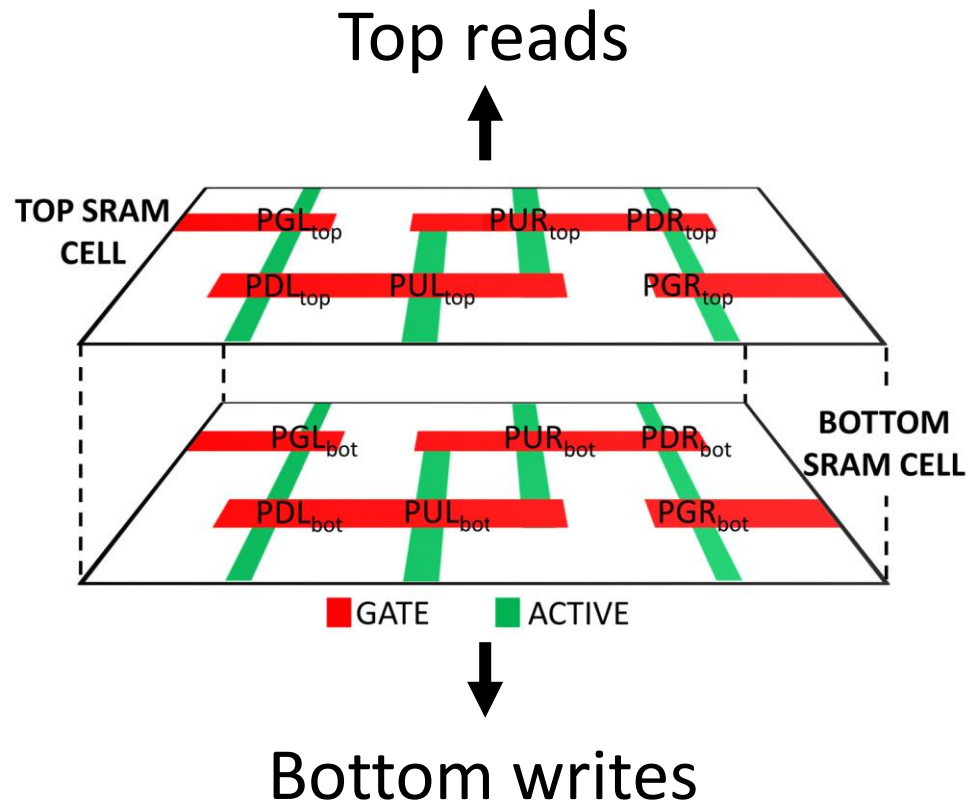 Top reads
TOP SRAM
CELL
PGLtop PURtop PDRtop
PDLtop PULtop PGRtop
BOTTOM
SRAM CELL
PGLbot PURbot PDRbot
PDLbot PULbot PGRbot
GATE ACTIVE
Bottom writes